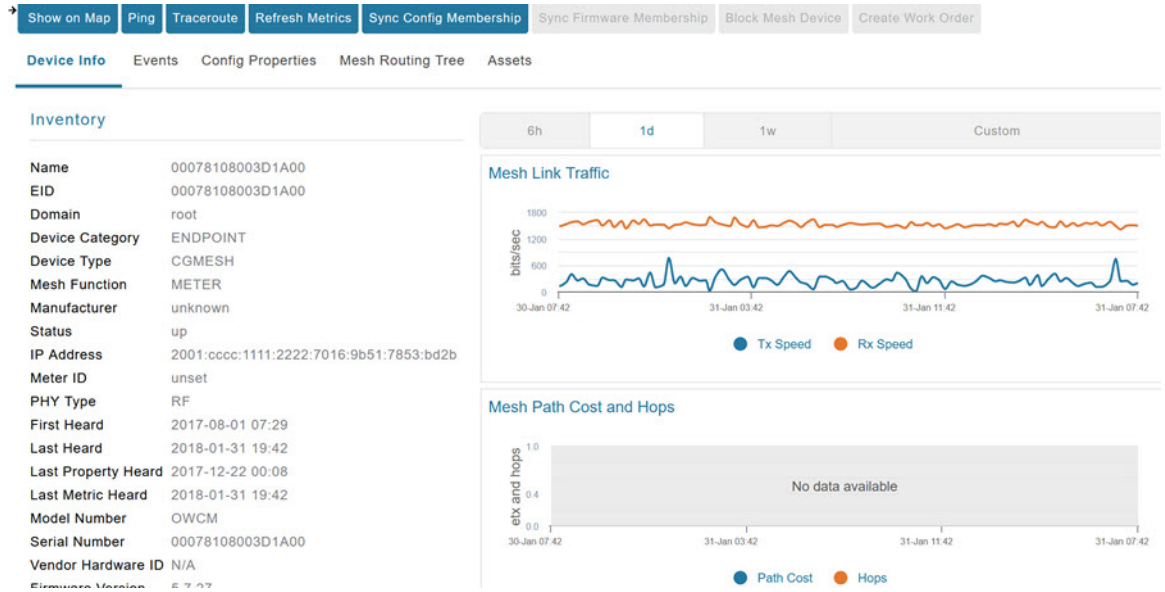 Show on Map Ping Traceroute Refresh Metrics Sync Config Membership Sync Firmware Membership Block Mesh Device Create Work Order
Device Info Events Config Properties Mesh Routing Tree Assets
Inventory
Name 00078108003D1A00
EID 00078108003D1A00
Domain root
Device Category ENDPOINT
Device Type CGMESH
Mesh Function METER
Manufacturer unknown
Status up
IP Address 2001:cccc:1111:2222:7016:9b51:7853:bd2b
Meter ID unset
PHY Type RF
First Heard 2017-08-01 07:29
Last Heard 2018-01-31 19:42
Last Property Heard 2017-12-22 00:08
Last Metric Heard 2018-01-31 19:42
Model Number OWCM
Serial Number 00078108003D1A00
Vendor Hardware ID N/A
Firmware Version 5.7.27
6h 1d 1w Custom
Mesh Link Traffic
bits/sec
1800
1200
600
0
30-Jan 07:42 31-Jan 03:42 31-Jan 11:42 31-Jan 07:42
Tx Speed Rx Speed
Mesh Path Cost and Hops
etx and hops
1.0
0.4
0.0
No data available
30-Jan 07:42 31-Jan 03:42 31-Jan 11:42 31-Jan 07:42
Path Cost Hops